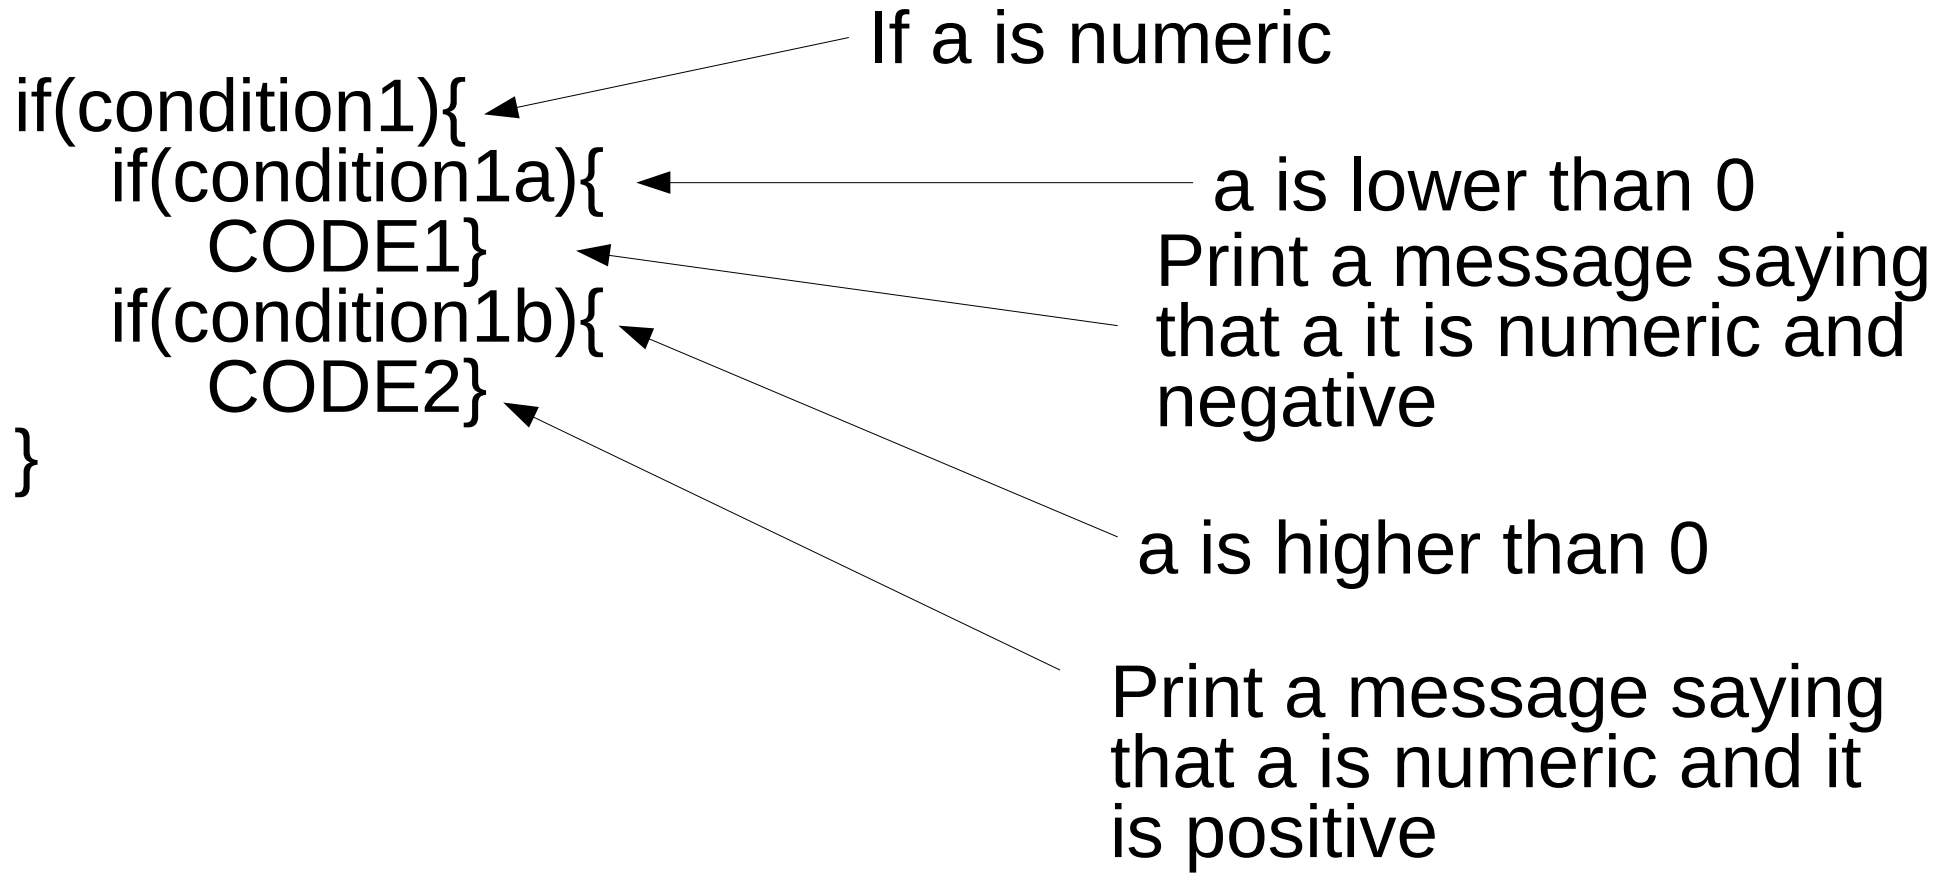 If a is numeric
if(condition1){
if(condition1a){
a is lower than 0
CODE1}
Print a message saying
that a it is numeric and
negative
if(condition1b){
CODE2}
}
a is higher than 0
Print a message saying
that a is numeric and it
is positive